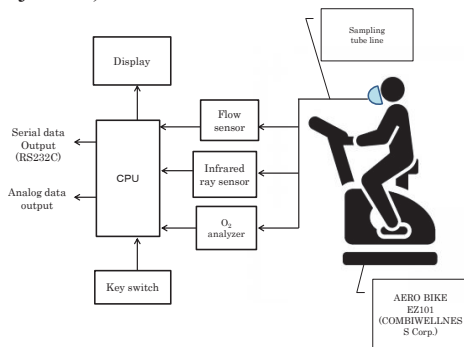 Sampling
tube line
Display
Flow
sensor
Serial data
Output
(RS232C)
CPU
Infrared
ray sensor
Analog data
output
O2
analyzer
Key switch
AERO BIKE
EZ101
(COMBIWELLNES
S Corp.)